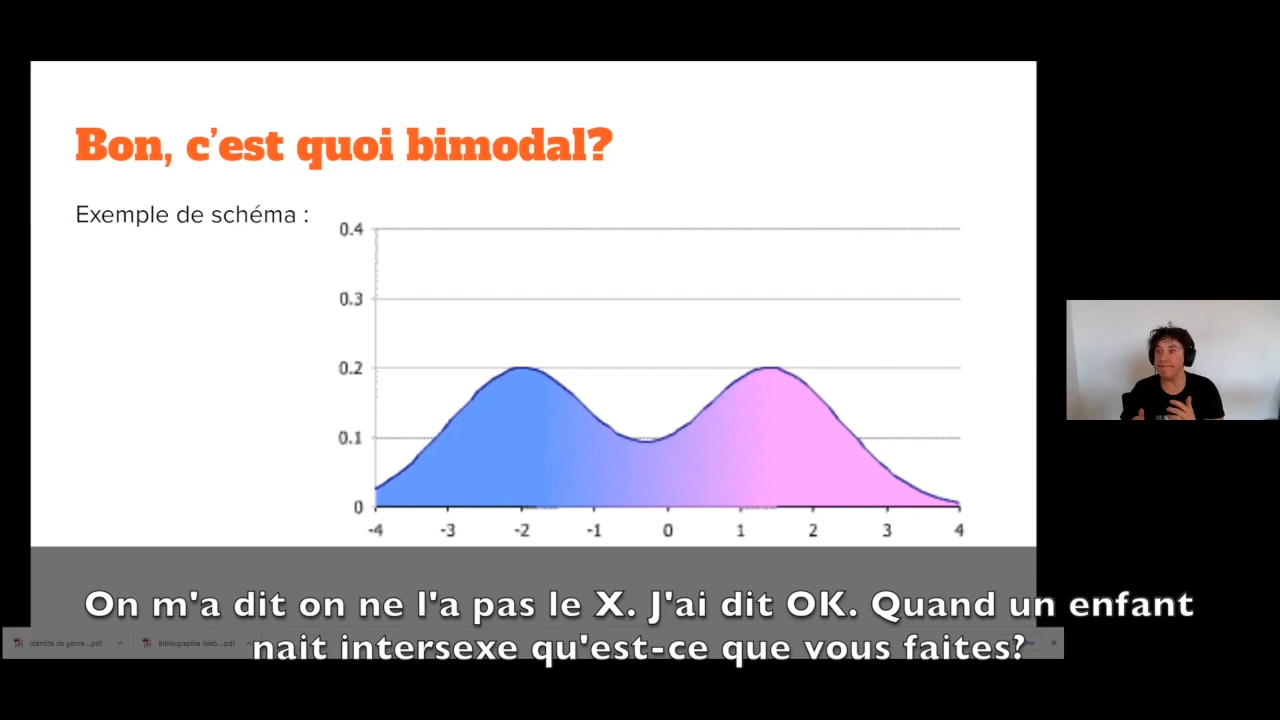 Bon, c'est quoi bimodal?
Exemple de schéma :
0.4
0.3
0.2
0.1
0
-4 -3 -2 -1 0 1 2 3 4
On m'a dit on ne l'a pas le X. J'ai dit OK. Quand un enfant
nait intersexe qu'est-ce que vous faites?
Identité de genre....pdf
Bibliographie Web...pdf